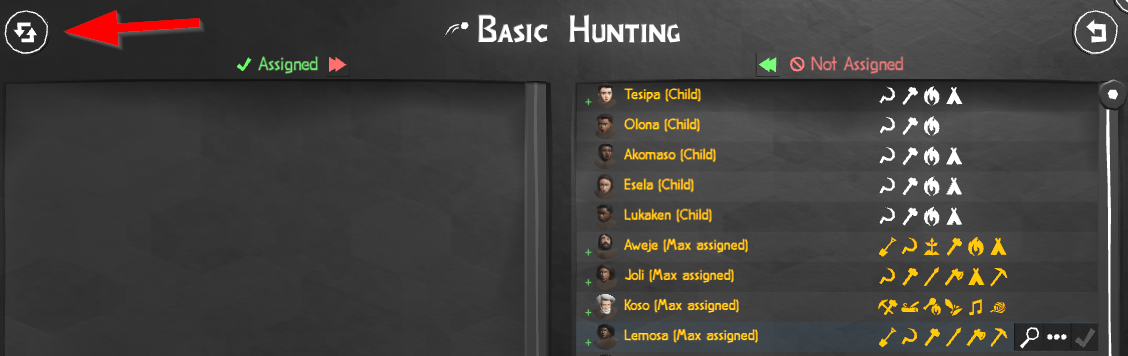 Basic Hunting
Assigned
Not Assigned
Tesipa (Child)
Olona (Child)
Akomaso (Child)
Esela (Child)
Lukaken (Child)
Aweje (Max assigned)
Joli (Max assigned)
Koso (Max assigned)
Lemosa (Max assigned)